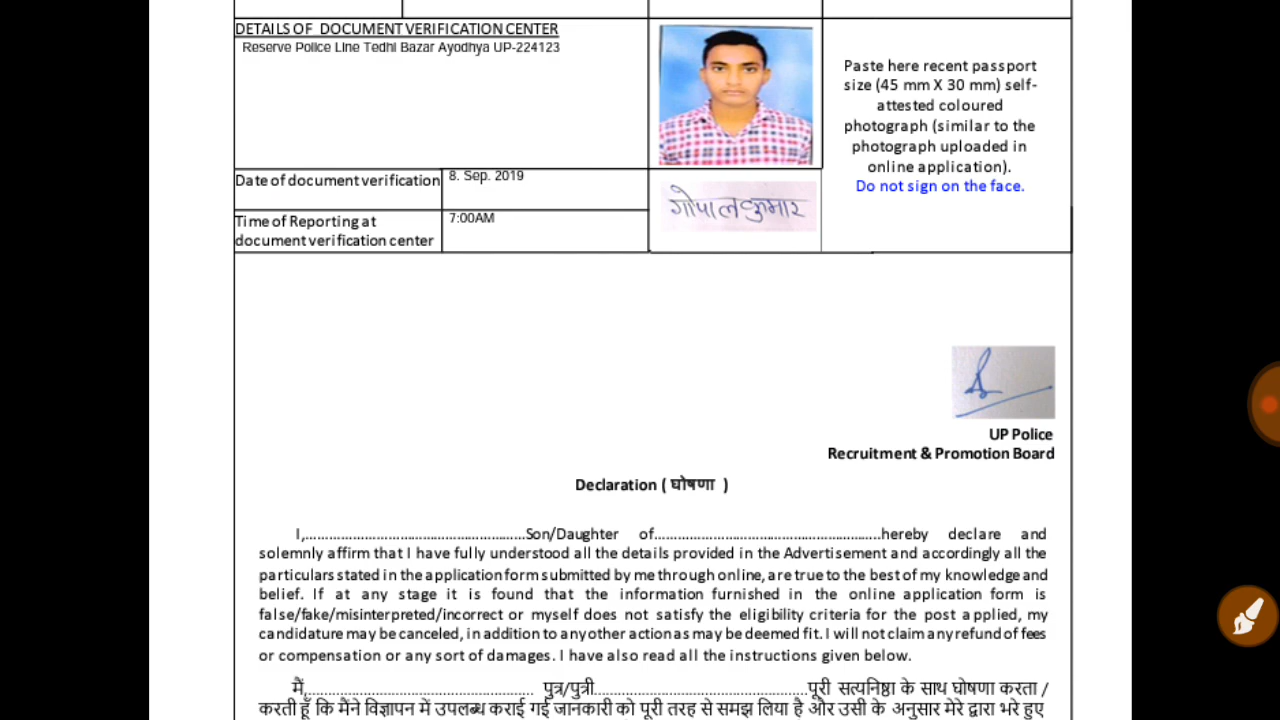 DETAILS OF DOCUMENT VERIFICATION CENTER
Reserve Police Line Tedhi Bazar Ayodhya UP-224123
Paste here recent passport
size (45 mm X 30 mm) self-
attested coloured
photograph (similar to the
photograph uploaded in
online application).
Do not sign on the face.
Date of document verification
8. Sep. 2019
गोपाल कुमार
Time of Reporting at
document verification center
7:00AM
UP Police
Recruitment & Promotion Board
Declaration ( घोषणा )
I,......................................................Son/Daughter of.........................................................hereby declare and
solemnly affirm that I have fully understood all the details provided in the Advertisement and accordingly all the
particulars stated in the application form submitted by me through online, are true to the best of my knowledge and
belief. If at any stage it is found that the information furnished in the online application form is
false/fake/misinterpreted/incorrect or myself does not satisfy the eligibility criteria for the post applied, my
candidature may be canceled, in addition to any other action as may be deemed fit. I will not claim any refund of fees
or compensation or any sort of damages. I have also read all the instructions given below.
मैं,......................................................... पुत्र/पुत्री......................................................पूरी सत्यनिष्ठा के साथ घोषणा करता /
करती हूँ कि मैंने विज्ञापन में उपलब्ध कराई गई जानकारी को पूरी तरह से समझ लिया है और उसी के अनुसार मेरे द्वारा भरे हुए